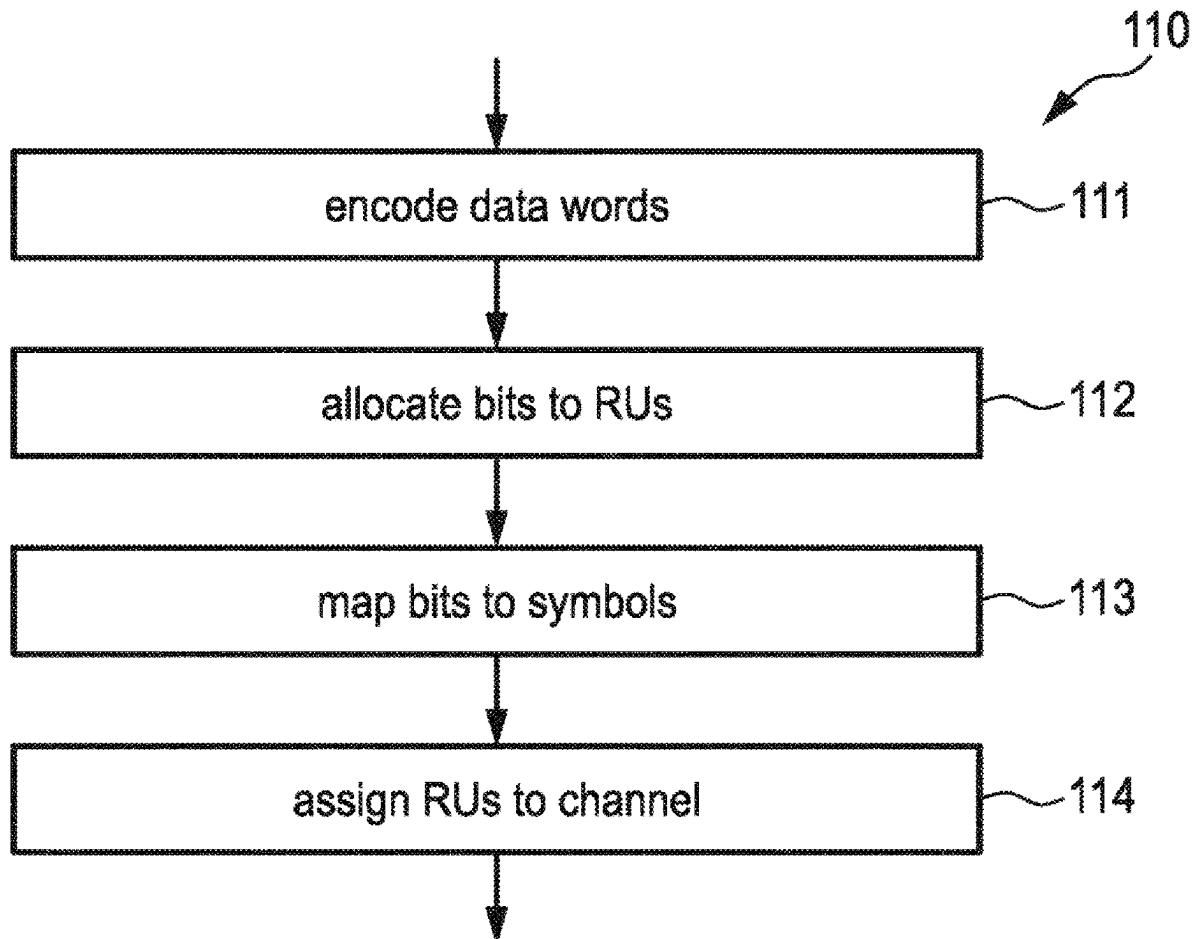 110
encode data words
111
allocate bits to RUs
112
map bits to symbols
113
assign RUs to channel
114